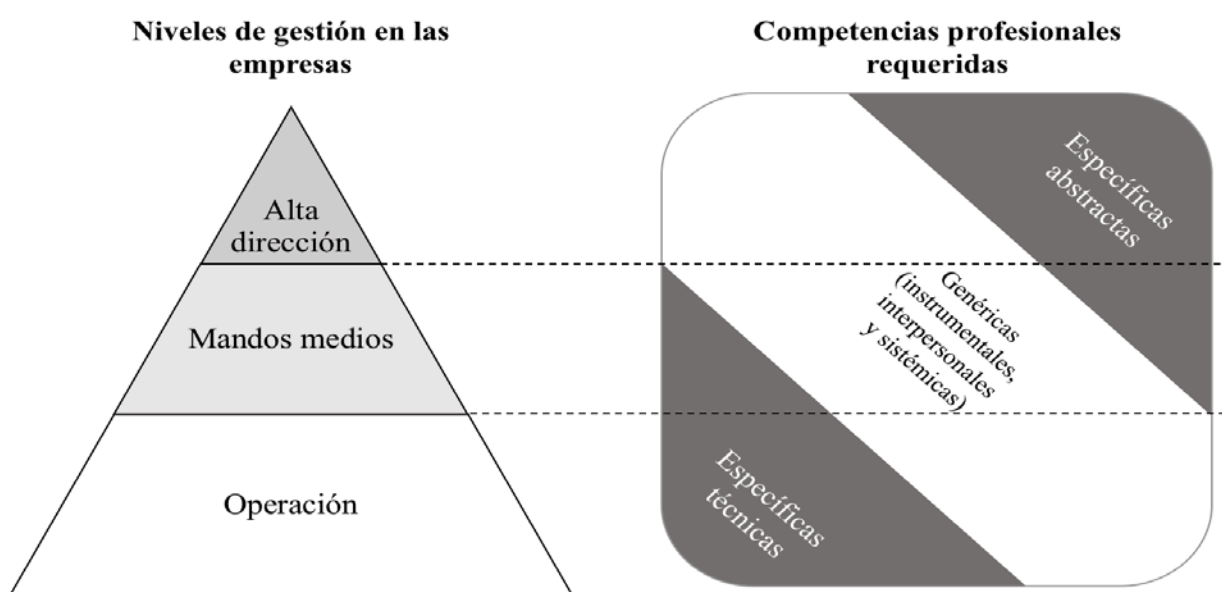 Niveles de gestión en las
empresas
Alta
dirección
Mandos medios
Operación
Competencias profesionales
requeridas
Específicas
abstractas
Genéricas
(instrumentales,
interpersonales
y sistémicas)
Específicas
técnicas